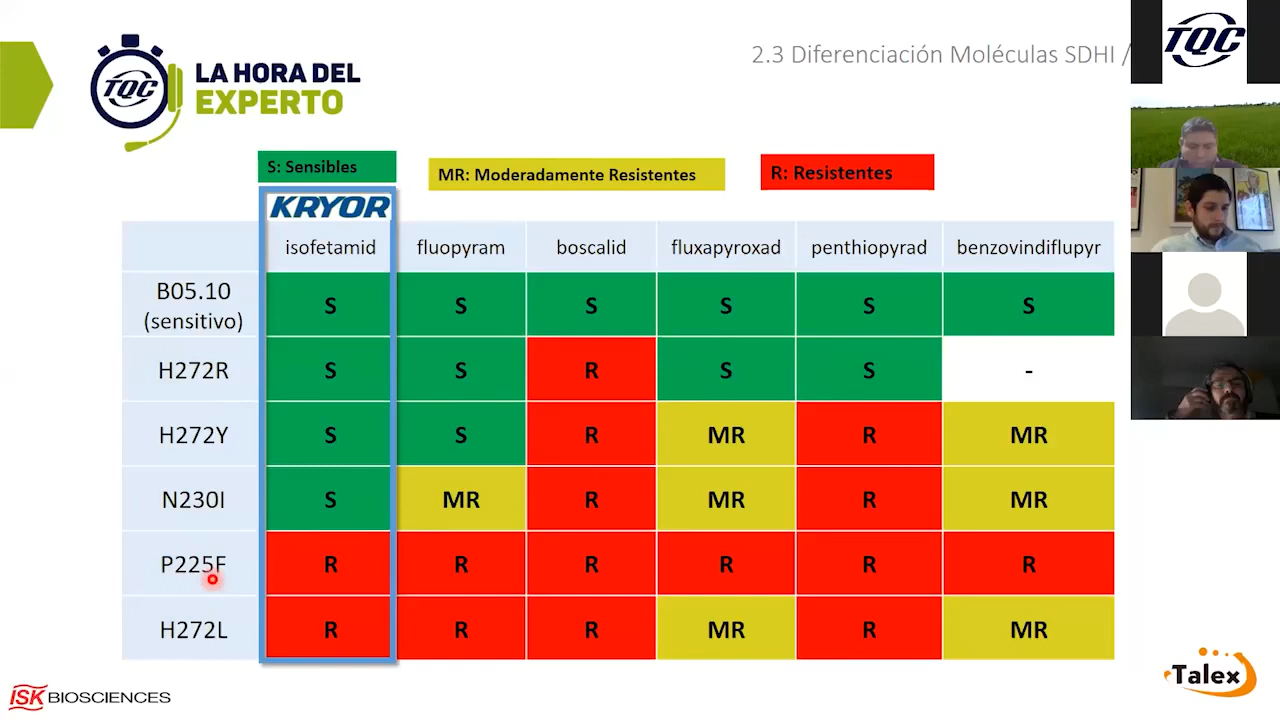 2.3 Diferenciación Moléculas SDHI /
TQC
TQC
LA HORA DEL
EXPERTO
S: Sensibles
MR: Moderadamente Resistentes
R: Resistentes
KRYOR
isofetamid fluopyram boscalid fluxapyroxad penthiopyrad benzovindiflupyr
B05.10
(sensitivo) S S S S S S
H272R S S R S S -
H272Y S S R MR R MR
N230I S MR R MR R MR
P225F R R R R R R
H272L R R R MR R MR
ISK BIOSCIENCES
Talex